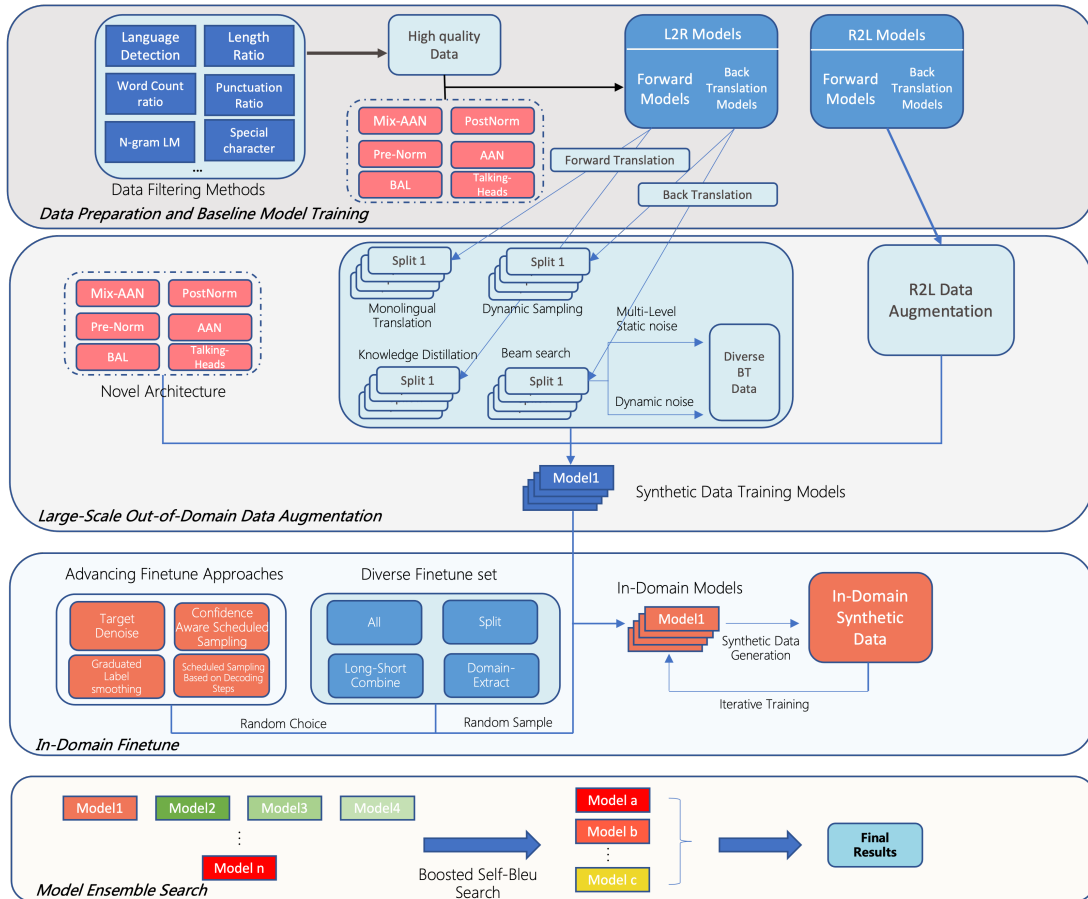 Language
Detection
Length
Ratio
Word Count
ratio
Punctuation
Ratio
N-gram LM
Special
character
...
Data Filtering Methods
High quality
Data
Mix-AAN
PostNorm
Pre-Norm
AAN
BAL
Talking-
Heads
L2R Models
Forward
Models
Back
Translation
Models
R2L Models
Forward
Models
Back
Translation
Models
Forward Translation
Back Translation
Data Preparation and Baseline Model Training
Mix-AAN
PostNorm
Pre-Norm
AAN
BAL
Talking-
Heads
Novel Architecture
Split 1
Monolingual
Translation
Split 1
Dynamic Sampling
Knowledge Distillation
Split 1
Beam search
Split 1
Multi-Level
Static noise
Dynamic noise
Diverse
BT
Data
R2L Data
Augmentation
Model1
Synthetic Data Training Models
Large-Scale Out-of-Domain Data Augmentation
Advancing Finetune Approaches
Target
Denoise
Confidence
Aware Scheduled
Sampling
Graduated
Label
smoothing
Scheduled Sampling
Based on Decoding
Steps
Diverse Finetune set
All
Split
Long-Short
Combine
Domain-
Extract
Random Choice
Random Sample
In-Domain Models
Model1
Synthetic Data
Generation
In-Domain
Synthetic
Data
Iterative Training
In-Domain Finetune
Model1
Model2
Model3
Model4
⋮
Model n
Boosted Self-Bleu
Search
Model a
Model b
⋮
Model c
Final
Results
Model Ensemble Search